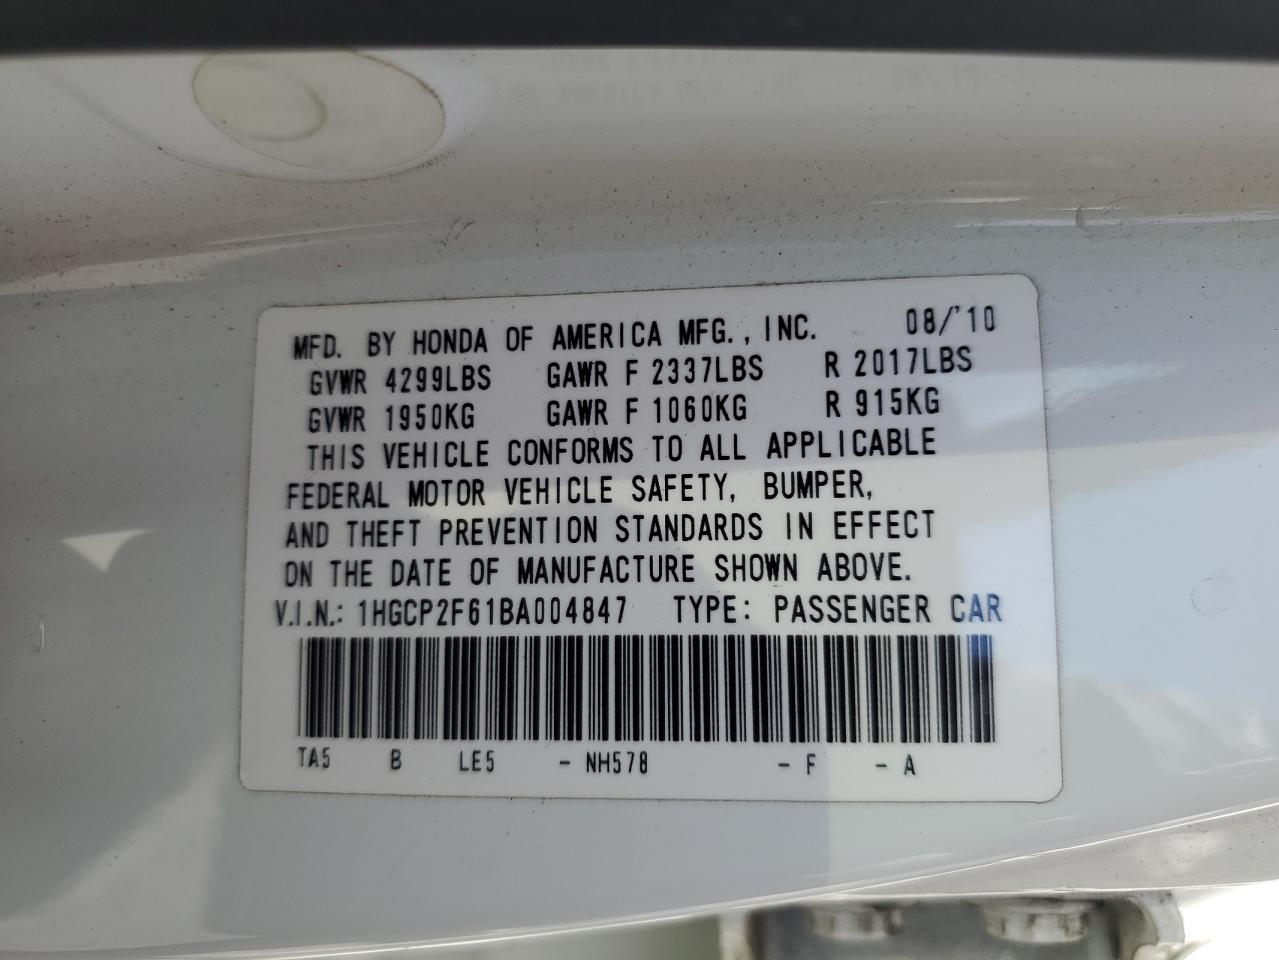 MFD. BY HONDA OF AMERICA MFG., INC. 08/'10
GVWR 4299LBS GAWR F 2337LBS R 2017LBS
GVWR 1950KG GAWR F 1060KG R 915KG
THIS VEHICLE CONFORMS TO ALL APPLICABLE
FEDERAL MOTOR VEHICLE SAFETY, BUMPER,
AND THEFT PREVENTION STANDARDS IN EFFECT
ON THE DATE OF MANUFACTURE SHOWN ABOVE.
V.I.N.: 1HGCP2F61BA004847 TYPE: PASSENGER CAR
TA5 B LE5 - NH578 - F - A